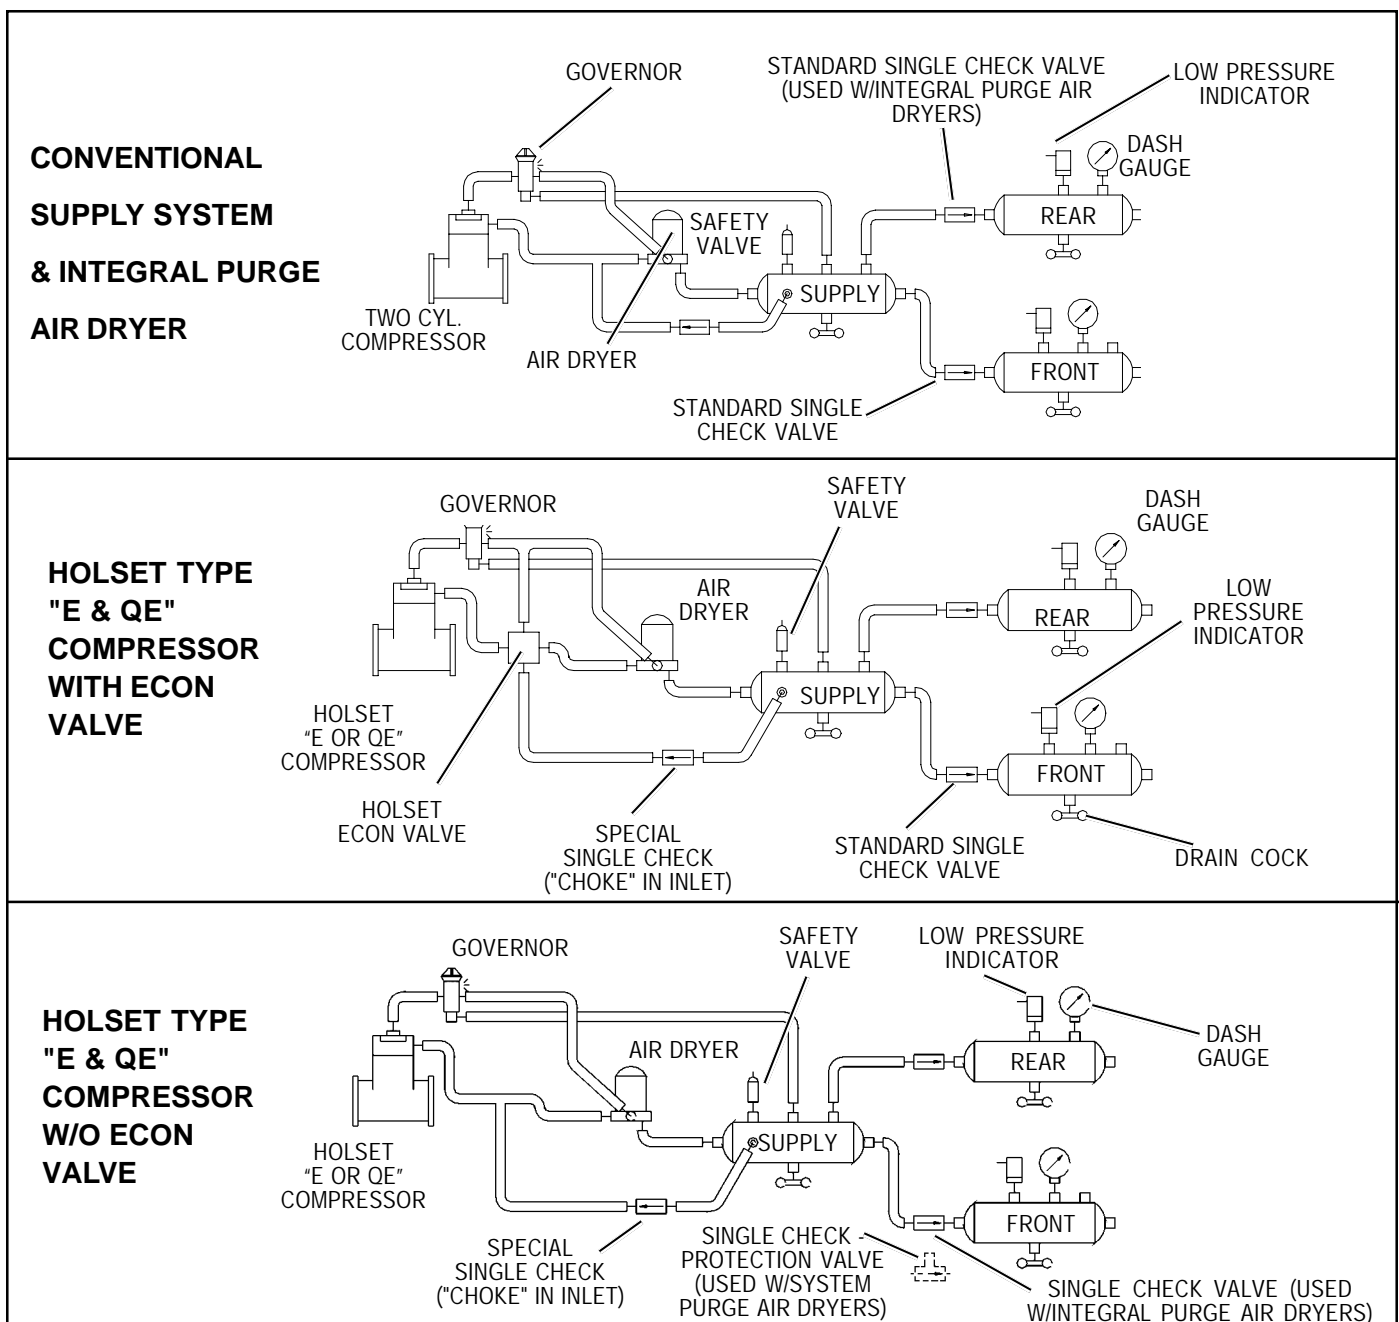 CONVENTIONAL
SUPPLY SYSTEM
& INTEGRAL PURGE
AIR DRYER
GOVERNOR
STANDARD SINGLE CHECK VALVE
(USED W/INTEGRAL PURGE AIR
DRYERS)
LOW PRESSURE
INDICATOR
DASH
GAUGE
REAR
SAFETY
VALVE
SUPPLY
TWO CYL.
COMPRESSOR
AIR DRYER
FRONT
STANDARD SINGLE
CHECK VALVE
HOLSET TYPE
"E & QE"
COMPRESSOR
WITH ECON
VALVE
GOVERNOR
SAFETY
VALVE
DASH
GAUGE
AIR
DRYER
REAR
LOW
PRESSURE
INDICATOR
SUPPLY
HOLSET
"E OR QE"
COMPRESSOR
FRONT
HOLSET
ECON VALVE
SPECIAL
SINGLE CHECK
("CHOKE" IN INLET)
STANDARD SINGLE
CHECK VALVE
DRAIN COCK
HOLSET TYPE
"E & QE"
COMPRESSOR
W/O ECON
VALVE
GOVERNOR
SAFETY
VALVE
LOW PRESSURE
INDICATOR
DASH
GAUGE
AIR DRYER
REAR
SUPPLY
HOLSET
"E OR QE"
COMPRESSOR
FRONT
SPECIAL
SINGLE CHECK
("CHOKE" IN INLET)
SINGLE CHECK -
PROTECTION VALVE
(USED W/SYSTEM
PURGE AIR DRYERS)
SINGLE CHECK VALVE (USED
W/INTEGRAL PURGE AIR DRYERS)